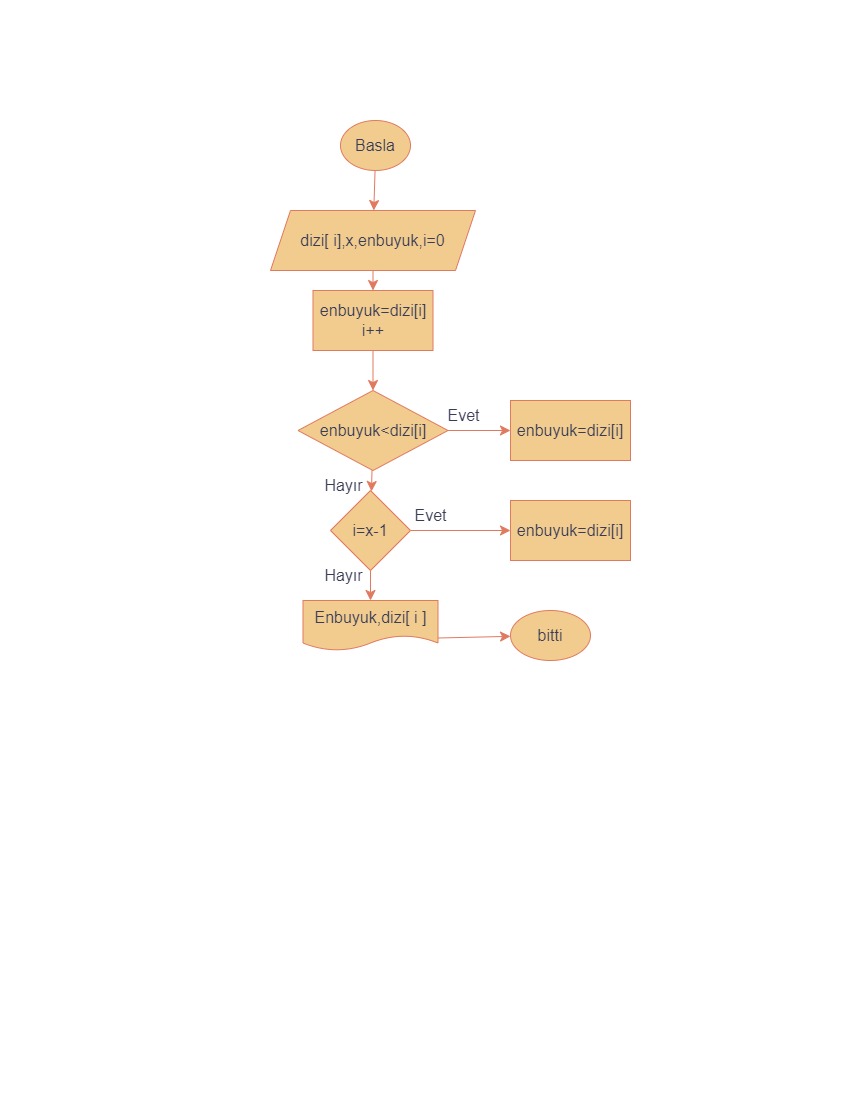 Basla
dizi[ i],x,enbuyuk,i=0
enbuyuk=dizi[i]
i++
enbuyuk<dizi[i]
Evet
enbuyuk=dizi[i]
Hayır
i=x-1
Evet
enbuyuk=dizi[i]
Hayır
Enbuyuk,dizi[ i ]
bitti